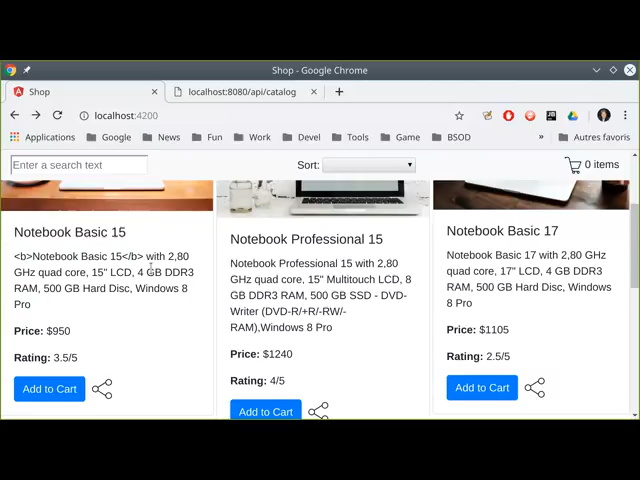 Shop - Google Chrome
Shop
localhost:8080/api/catalog
localhost:4200
Applications
Google
News
Fun
Work
Devel
Tools
Game
BSOD
»
Autres favoris
Enter a search text
Sort:
0 items
Notebook Basic 15
<b>Notebook Basic 15</b> with 2,80
GHz quad core, 15" LCD, 4 GB DDR3
RAM, 500 GB Hard Disc, Windows 8
Pro
Price: $950
Rating: 3.5/5
Add to Cart
Notebook Professional 15
Notebook Professional 15 with 2,80
GHz quad core, 15" Multitouch LCD, 8
GB DDR3 RAM, 500 GB SSD - DVD-
Writer (DVD-R/+R/-RW/-
RAM),Windows 8 Pro
Price: $1240
Rating: 4/5
Add to Cart
Notebook Basic 17
Notebook Basic 17 with 2,80 GHz
quad core, 17" LCD, 4 GB DDR3
RAM, 500 GB Hard Disc, Windows 8
Pro
Price: $1105
Rating: 2.5/5
Add to Cart